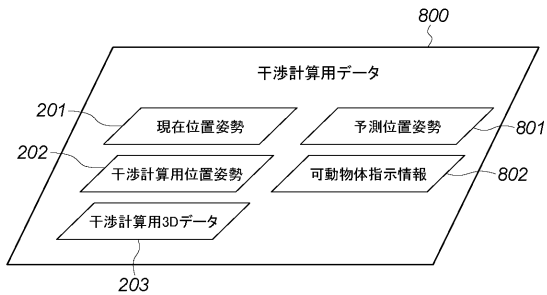 800
干渉計算用データ
201
現在位置姿勢
予測位置姿勢
801
202
干渉計算用位置姿勢
可動物体指示情報
802
干渉計算用3Dデータ
203